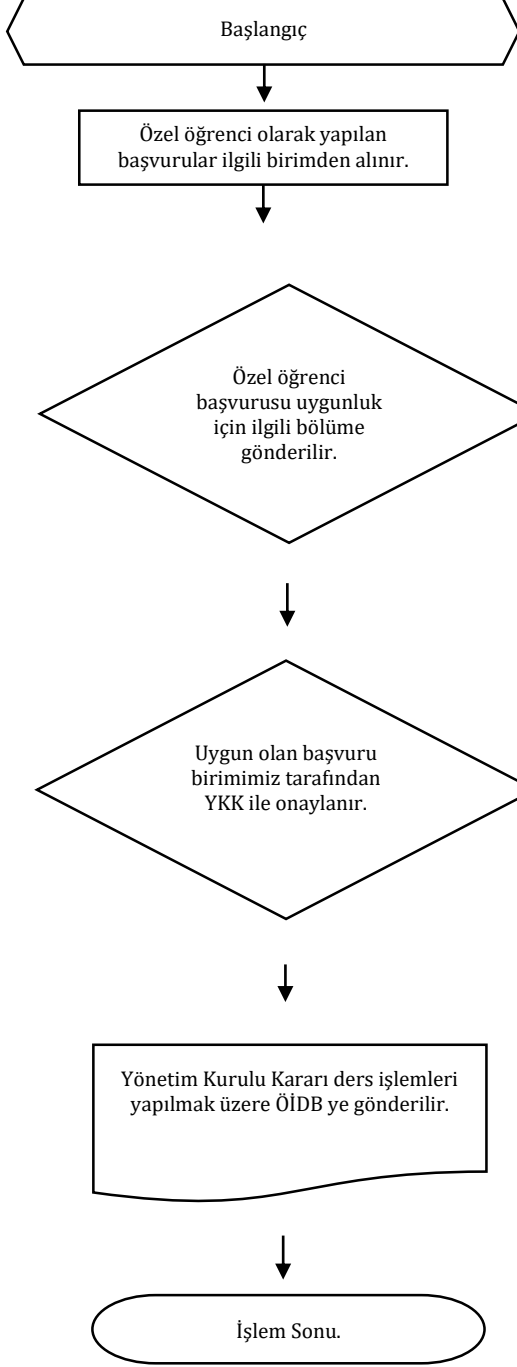 Başlangıç
Özel öğrenci olarak yapılan
başvurular ilgili birimden alınır.
Özel öğrenci
başvurusu uygunluk
için ilgili bölüme
gönderilir.
Uygun olan başvuru
birimimiz tarafından
YKK ile onaylanır.
Yönetim Kurulu Kararı ders işlemleri
yapılmak üzere ÖİDB ye gönderilir.
İşlem Sonu.